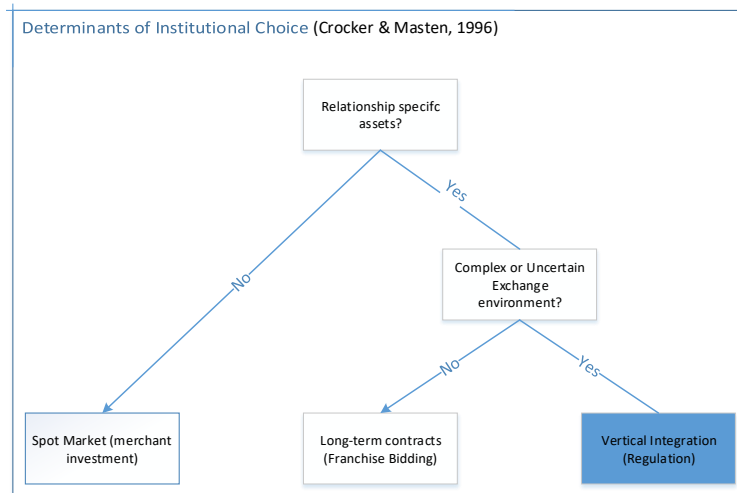 Determinants of Institutional Choice (Crocker & Masten, 1996)
Relationship specifc
assets?
Yes
Complex or Uncertain
Exchange
environment?
No
No
Yes
Spot Market (merchant
investment)
Long-term contracts
(Franchise Bidding)
Vertical Integration
(Regulation)